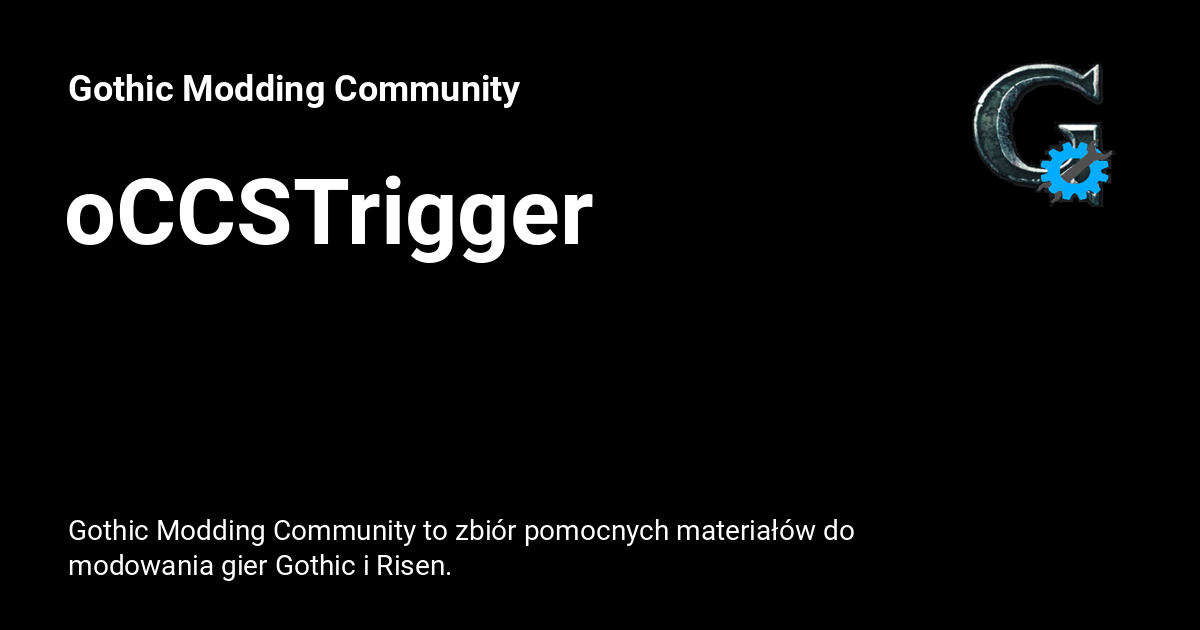 Gothic Modding Community
oCCSTrigger
Gothic Modding Community to zbiór pomocnych materiałów do
modowania gier Gothic i Risen.